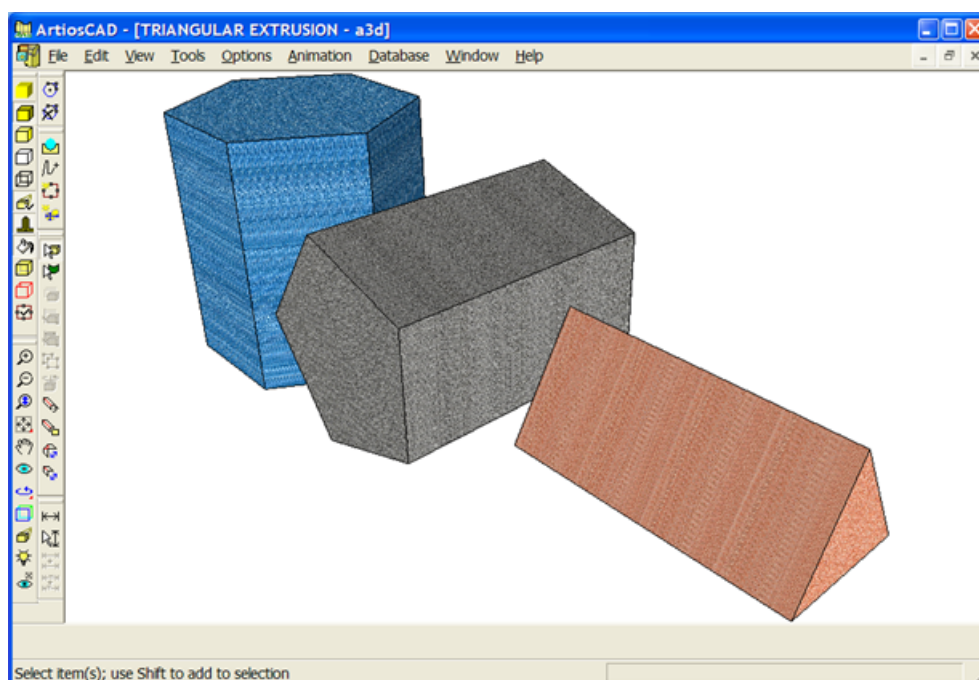 ArtiosCAD - [TRIANGULAR EXTRUSION - a3d]
File Edit View Tools Options Animation Database Window Help
Select item(s); use Shift to add to selection